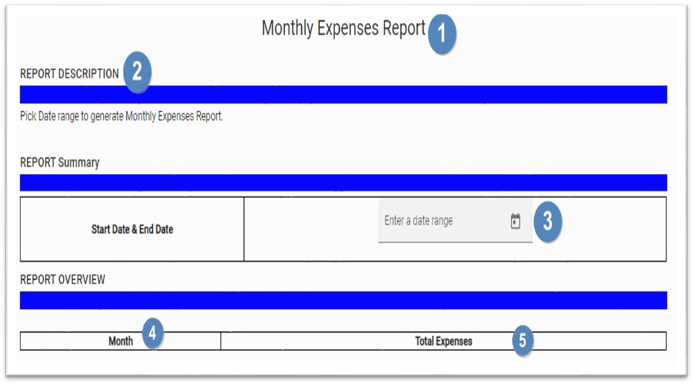 Monthly Expenses Report 1
REPORT DESCRIPTION 2
Pick Date range to generate Monthly Expenses Report.
REPORT Summary
Start Date & End Date Enter a date range 3
REPORT OVERVIEW
Month 4 Total Expenses 5